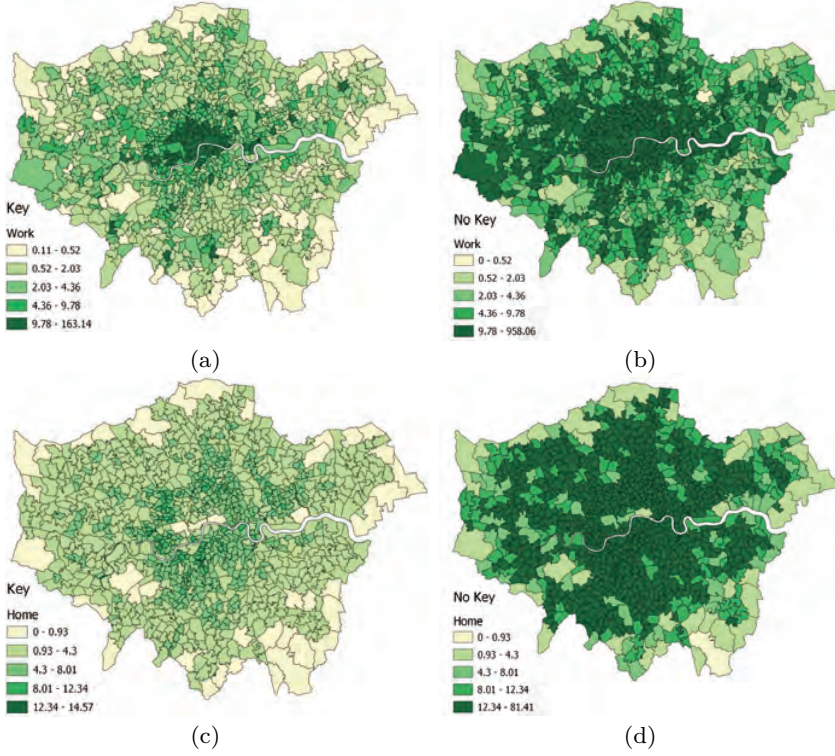 Key
Work
0.11 - 0.52
0.52 - 2.03
2.03 - 4.36
4.36 - 9.78
9.78 - 163.14
(a)
No Key
Work
0 - 0.52
0.52 - 2.03
2.03 - 4.36
4.36 - 9.78
9.78 - 958.06
(b)
Key
Home
0 - 0.93
0.93 - 4.3
4.3 - 8.01
8.01 - 12.34
12.34 - 14.57
(c)
No Key
Home
0 - 0.93
0.93 - 4.3
4.3 - 8.01
8.01 - 12.34
12.34 - 81.41
(d)